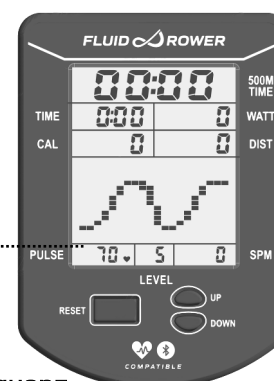 FLUID ROWER
00:00 500M TIME
TIME 0:00 0 WATT
CAL 0 0 DIST
PULSE 70 5 0 SPM
LEVEL
RESET UP
DOWN
COMPATIBLE